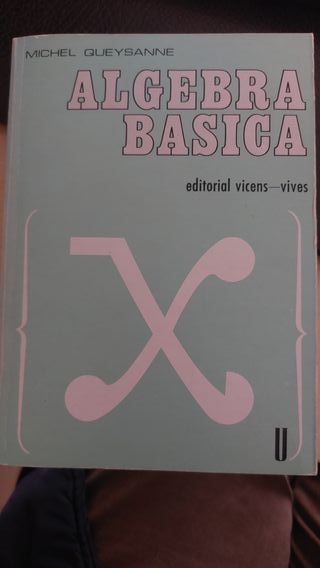 MICHEL QUEYSANNE
ALGEBRA
BASICA
editorial vicens—vives
X
U